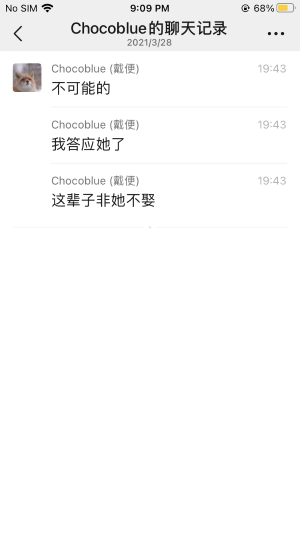 No SIM 9:09 PM 68%
Chocoblue的聊天记录
2021/3/28
Chocoblue (戴便) 19:43
不可能的
Chocoblue (戴便) 19:43
我答应她了
Chocoblue (戴便) 19:43
这辈子非她不娶